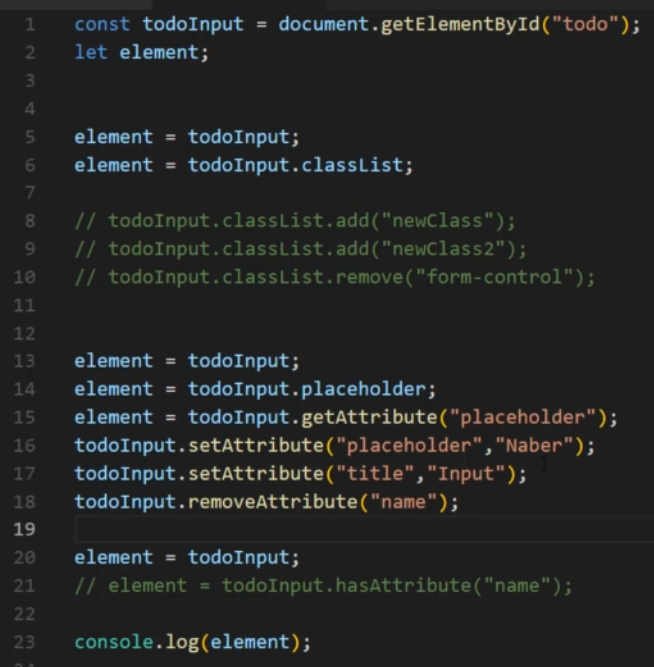 1 const todoInput = document.getElementById("todo");
2 let element;
3
4
5 element = todoInput;
6 element = todoInput.classList;
7
8 // todoInput.classList.add("newClass");
9 // todoInput.classList.add("newClass2");
10 // todoInput.classList.remove("form-control");
11
12
13 element = todoInput;
14 element = todoInput.placeholder;
15 element = todoInput.getAttribute("placeholder");
16 todoInput.setAttribute("placeholder","Naber");
17 todoInput.setAttribute("title","Input");
18 todoInput.removeAttribute("name");
19
20 element = todoInput;
21 // element = todoInput.hasAttribute("name");
22
23 console.log(element);